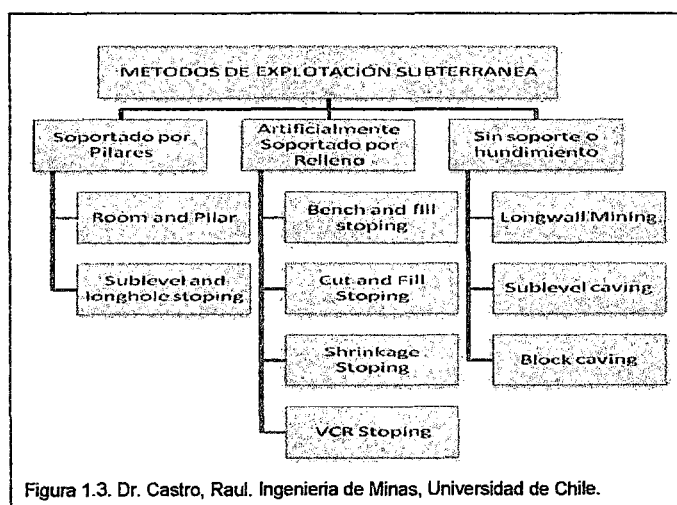 METODOS DE EXPLOTACIÓN SUBTERRANEA
Soportado por
Pilares
Artificialmente
Soportado por
Relleno
Sin soporte o
hundimiento
Room and Pilar
Sublevel and
longhole stoping
Bench and fill
stoping
Cut and Fill
Stoping
Shrinkage
Stoping
VCR Stoping
Longwall Mining
Sublevel caving
Block caving
Figura 1.3. Dr. Castro, Raul. Ingenieria de Minas, Universidad de Chile.